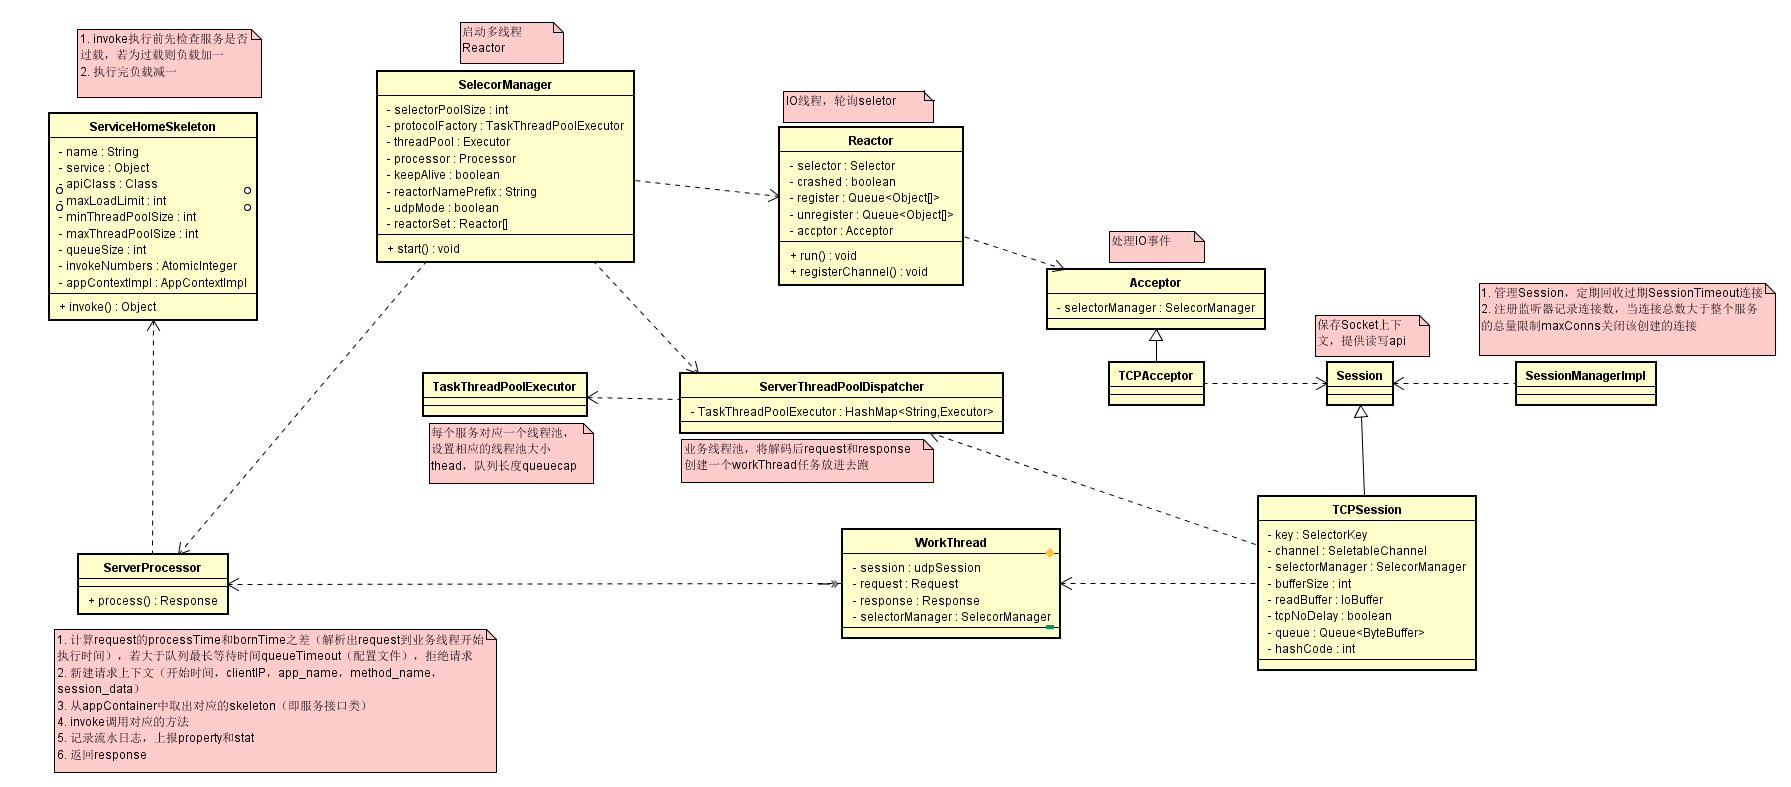 1. invoke执行前先检查服务是否
过载，若为过载则负载加一
2. 执行完负载减一
ServiceHomeSkeleton
- name : String
- service : Object
- apiClass : Class
- maxLoadLimit : int
- minThreadPoolSize : int
- maxThreadPoolSize : int
- queueSize : int
- invokeNumbers : AtomicInteger
- appContextImpl : AppContextImpl
+ invoke() : Object
启动多线程
Reactor
SelecorManager
- selectorPoolSize : int
- protocolFactory : TaskThreadPoolExecutor
- threadPool : Executor
- processor : Processor
- keepAlive : boolean
- reactorNamePrefix : String
- udpMode : boolean
- reactorSet : Reactor[]
+ start() : void
IO线程，轮询seletor
Reactor
- selector : Selector
- crashed : boolean
- register : Queue<Object[]>
- unregister : Queue<Object[]>
- accptor : Acceptor
+ run() : void
+ registerChannel() : void
处理IO事件
Acceptor
- selectorManager : SelecorManager
TCPAcceptor
保存Socket上下
文，提供读写api
Session
1. 管理Session，定期回收过期SessionTimeout连接
2. 注册监听器记录连接数，当连接总数大于整个服务
的总量限制maxConns关闭该创建的连接
SessionManagerImpl
TaskThreadPoolExecutor
每个服务对应一个线程池，
设置相应的线程池大小
thead，队列长度queuecap
ServerThreadPoolDispatcher
- TaskThreadPoolExecutor : HashMap<String,Executor>
业务线程池，将解码后request和response
创建一个workThread任务放进去跑
TCPSession
- key : SelectorKey
- channel : SeletableChannel
- selectorManager : SelecorManager
- bufferSize : int
- readBuffer : IoBuffer
- tcpNoDelay : boolean
- queue : Queue<ByteBuffer>
- hashCode : int
WorkThread
- session : udpSession
- request : Request
- response : Response
- selectorManager : SelecorManager
ServerProcessor
+ process() : Response
1. 计算request的processTime和bornTime之差（解析出request到业务线程开始
执行时间），若大于队列最长等待时间queueTimeout（配置文件），拒绝请求
2. 新建请求上下文（开始时间，clientIP，app_name，method_name，
session_data）
3. 从appContainer中取出对应的skeleton（即服务接口类）
4. invoke调用对应的方法
5. 记录流水日志，上报property和stat
6. 返回response